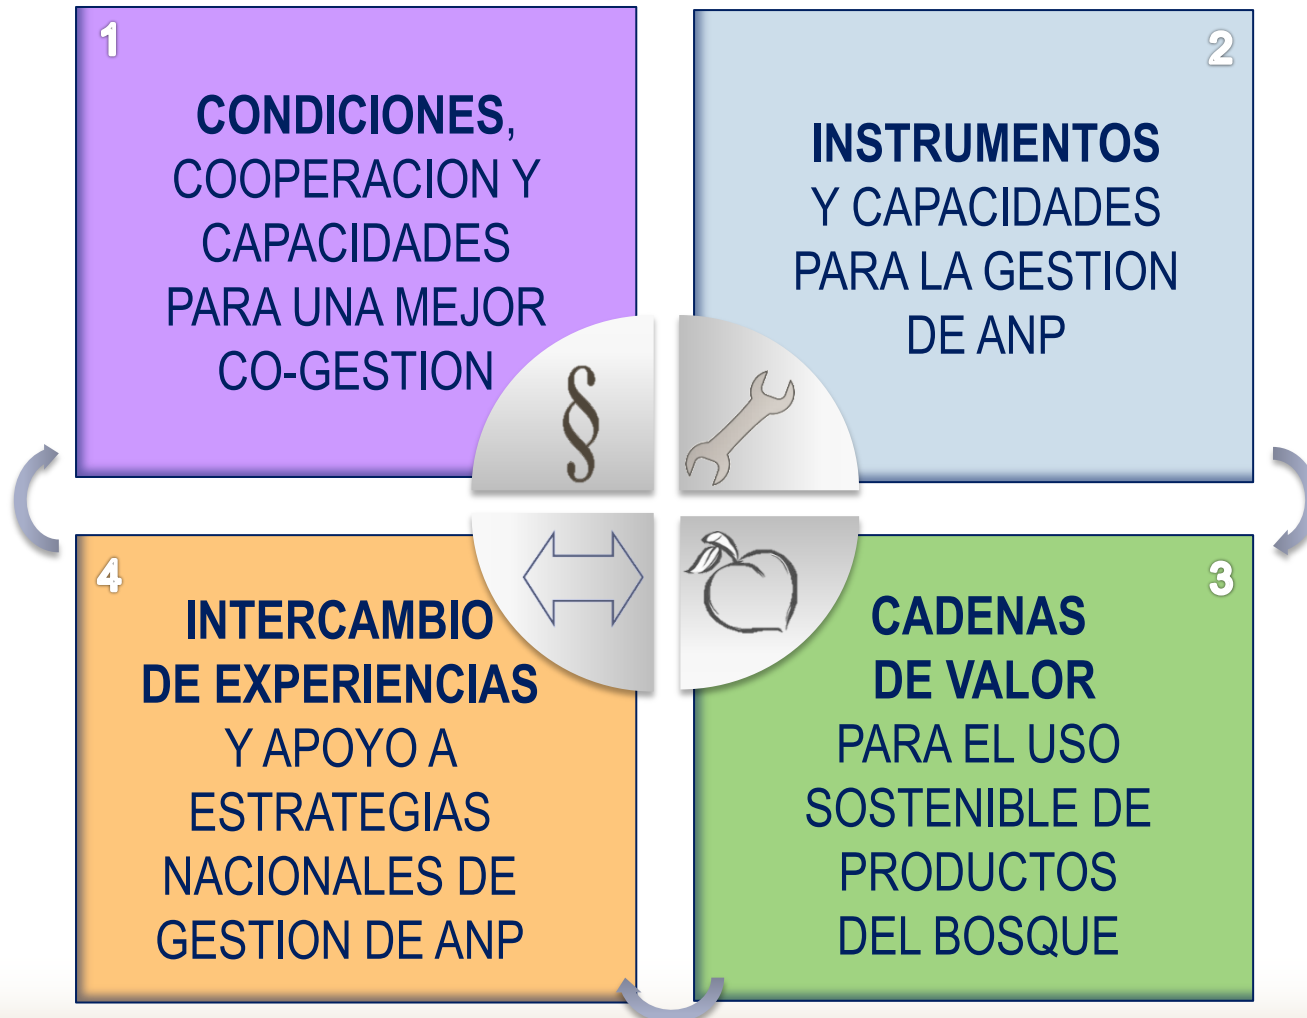 1
CONDICIONES,
COOPERACION Y
CAPACIDADES
PARA UNA MEJOR
CO-GESTION
§
2
INSTRUMENTOS
Y CAPACIDADES
PARA LA GESTION
DE ANP
3
CADENAS
DE VALOR
PARA EL USO
SOSTENIBLE DE
PRODUCTOS
DEL BOSQUE
4
INTERCAMBIO
DE EXPERIENCIAS
Y APOYO A
ESTRATEGIAS
NACIONALES DE
GESTION DE ANP